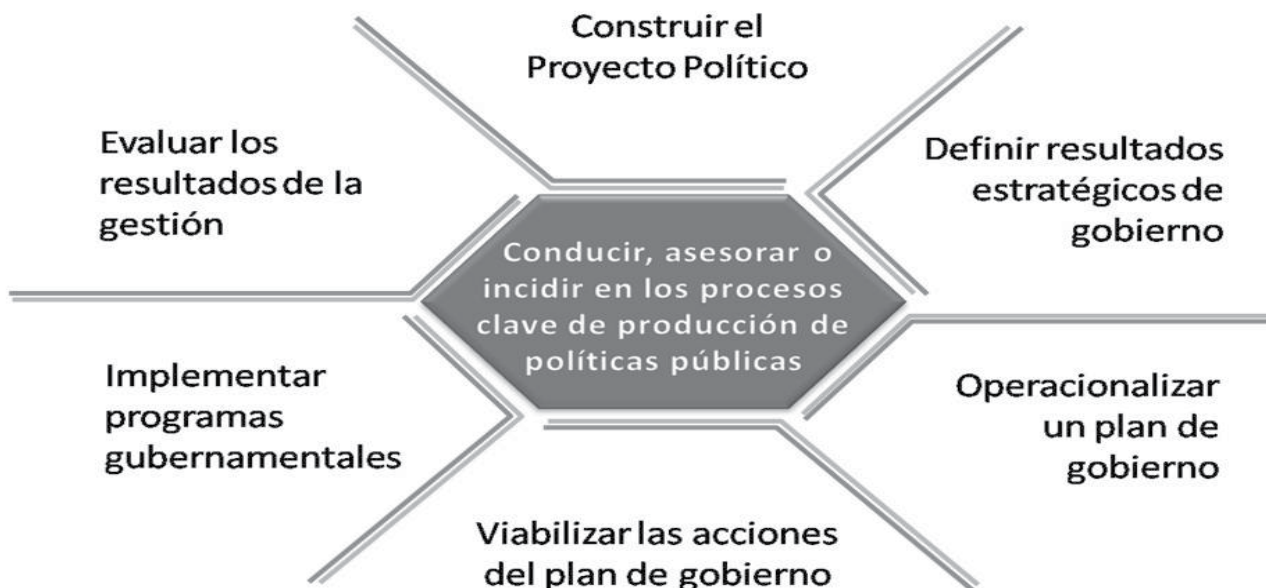 Construir el
Proyecto Político
Definir resultados
estratégicos de
gobierno
Operacionalizar
un plan de
gobierno
Viabilizar las acciones
del plan de gobierno
Implementar
programas
gubernamentales
Evaluar los
resultados de la
gestión
Conducir, asesorar o
incidir en los procesos
clave de producción de
políticas públicas